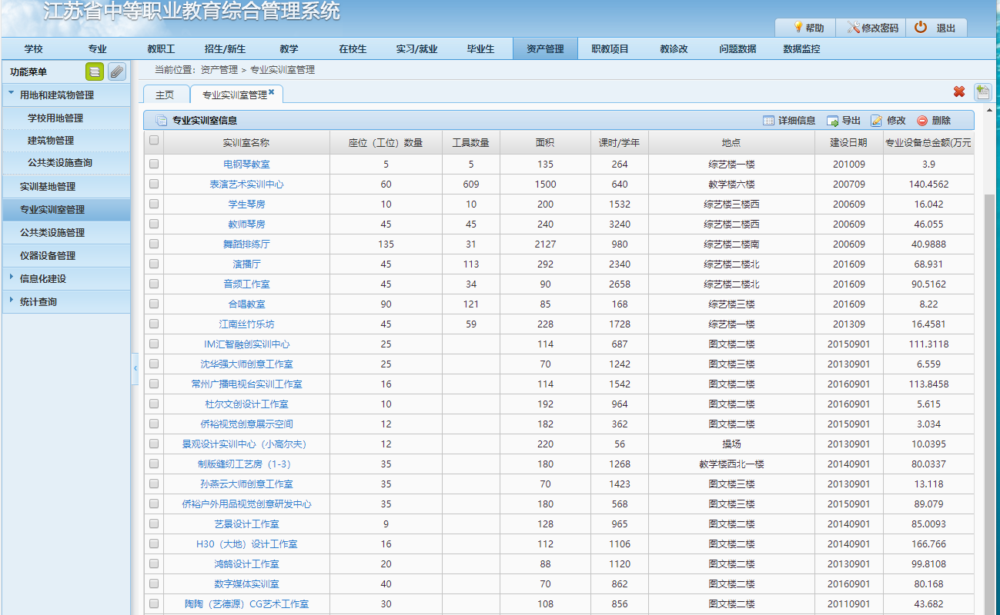 江苏省中等职业教育综合管理系统
帮助 修改密码 退出
学校 专业 教职工 招生/新生 教学 在校生 实习/就业 毕业生 资产管理 职教项目 教诊改 问题数据 数据监控
功能菜单
当前位置：资产管理 > 专业实训室管理
用地和建筑物管理
学校用地管理
建筑物管理
公共类设施查询
实训基地管理
专业实训室管理
公共类设施管理
仪器设备管理
信息化建设
统计查询
主页 专业实训室管理
专业实训室信息 详细信息 导出 修改 删除
实训室名称 座位（工位）数量 工具数量 面积 课时/学年 地点 建设日期 专业设备总金额(万元
电钢琴教室 5 5 135 264 综艺楼一楼 201009 3.9
表演艺术实训中心 60 609 1500 640 教学楼六楼 200709 140.4562
学生琴房 10 10 200 1532 综艺楼三楼西 200609 16.042
教师琴房 45 45 240 3240 综艺楼二楼西 200609 46.055
舞蹈排练厅 135 31 2127 980 综艺楼二楼南 200609 40.9888
演播厅 45 113 292 2340 综艺楼二楼北 201609 68.931
音频工作室 45 34 90 2658 综艺楼二楼北 201609 90.5162
合唱教室 90 121 85 168 综艺楼三楼 201609 8.22
江南丝竹乐坊 45 59 228 1728 综艺楼一楼 201309 16.4581
IM汇智融创实训中心 25 114 687 图文楼二楼 20150901 111.3118
沈华强大师创意工作室 25 70 1242 图文楼三楼 20130901 6.559
常州广播电视台实训工作室 16 114 1542 图文楼二楼 20160901 113.8458
杜尔文创设计工作室 10 192 964 图文楼二楼 20160901 5.615
侨裕视觉创意展示空间 12 182 362 图文楼二楼 20150901 3.034
景观设计实训中心（小高尔夫） 12 220 56 操场 20130901 10.0395
制版缝纫工艺房（1-3） 35 180 1268 教学楼西北一楼 20140901 80.0337
孙燕云大师创意工作室 35 70 1423 图文楼三楼 20130901 13.118
侨裕户外用品视觉创意研发中心 35 180 568 图文楼三楼 20150901 89.079
艺景设计工作室 9 128 965 图文楼二楼 20140901 85.0093
H30（大地）设计工作室 16 112 1106 图文楼二楼 20140901 166.766
鸿鹄设计工作室 20 88 1120 图文楼二楼 20130901 99.8108
数字媒体实训室 40 70 862 图文楼二楼 20160901 80.168
陶陶（艺德源）CG艺术工作室 30 108 856 图文楼二楼 20110901 43.682